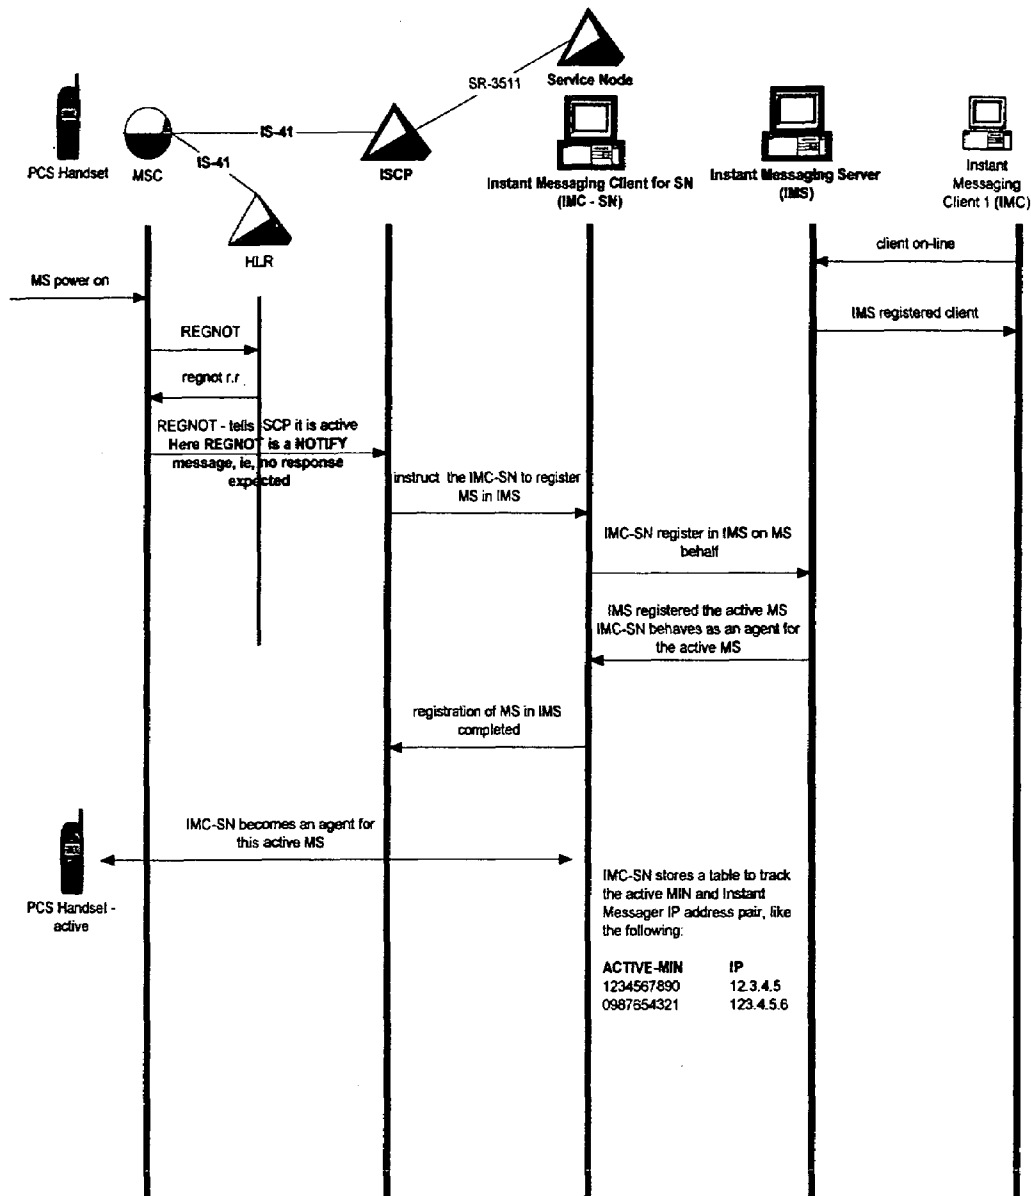 SR-3511
Service Node
IS-41
IS-41
PCS Handset
MSC
ISCP
Instant Messaging Client for SN
(IMC - SN)
Instant Messaging Server
(IMS)
Instant
Messaging
Client 1 (IMC)
HLR
client on-line
MS power on
IMS registered client
REGNOT
regnot r.r
REGNOT - tells ISCP it is active
Here REGNOT is a NOTIFY
message, ie, no response
expected
instruct the IMC-SN to register
MS in IMS
IMC-SN register in IMS on MS
behalf
IMS registered the active MS
IMC-SN behaves as an agent for
the active MS
registration of MS in IMS
completed
IMC-SN becomes an agent for
this active MS
PCS Handset -
active
IMC-SN stores a table to track
the active MIN and Instant
Messager IP address pair, like
the following:
ACTIVE-MIN IP
1234567890 12.3.4.5
0987654321 123.4.5.6